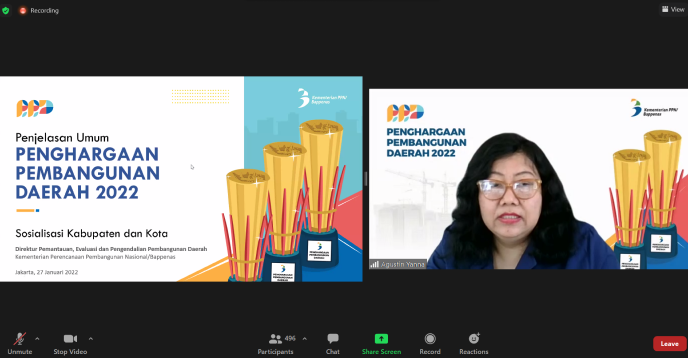 Recording
View
PPD
Kementerian PPN/
Bappenas
Penjelasan Umum
PENGHARGAAN
PEMBANGUNAN
DAERAH 2022
Sosialisasi Kabupaten dan Kota
Direktur Pemantauan, Evaluasi dan Pengendalian Pembangunan Daerah
Kementerian Perencanaan Pembangunan Nasional/Bappenas
Jakarta, 27 Januari 2022
PPD
Kementerian PPN/
Bappenas
PENGHARGAAN
PEMBANGUNAN
DAERAH 2022
Agustin Yanna
Unmute
Stop Video
496
Participants
Chat
Share Screen
Record
Reactions
Leave